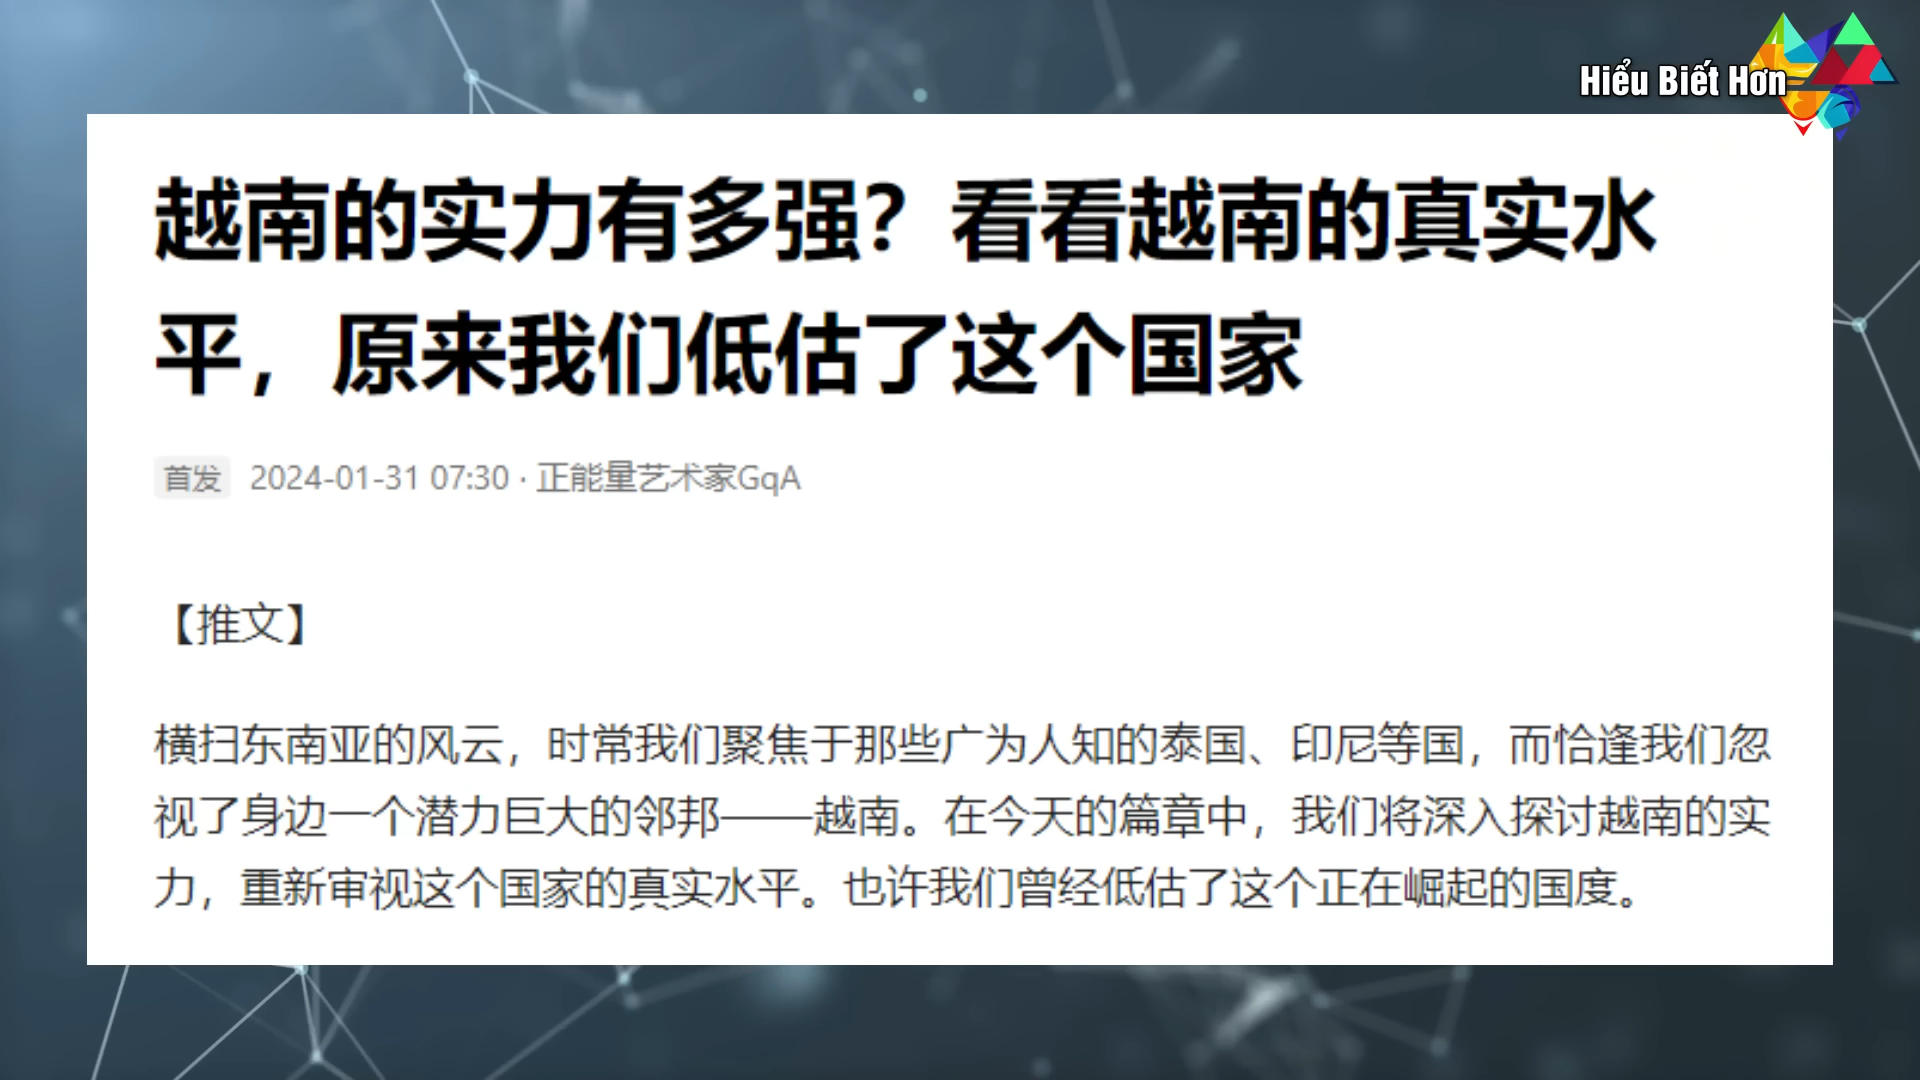 Hiểu Biết Hơn
越南的实力有多强？看看越南的真实水
平，原来我们低估了这个国家
首发 2024-01-31 07:30 · 正能量艺术家GqA
【推文】
横扫东南亚的风云，时常我们聚焦于那些广为人知的泰国、印尼等国，而恰逢我们忽
视了身边一个潜力巨大的邻邦——越南。在今天的篇章中，我们将深入探讨越南的实
力，重新审视这个国家的真实水平。也许我们曾经低估了这个正在崛起的国度。